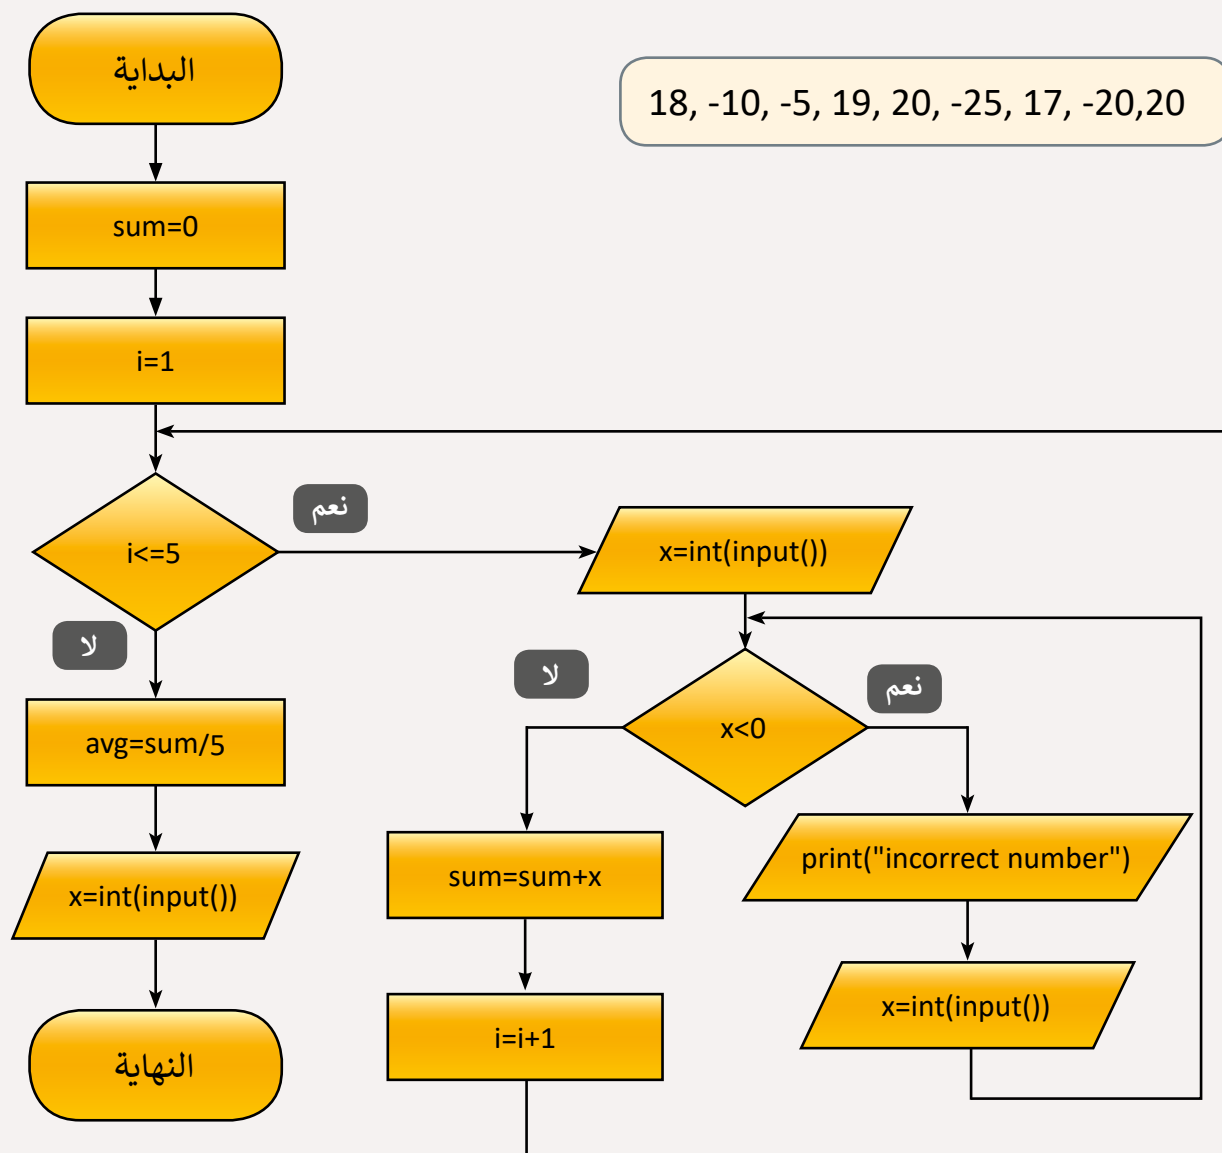 البداية
18, -10, -5, 19, 20, -25, 17, -20,20
sum=0
i=1
i<=5
نعم
x=int(input())
لا
x<0
لا
نعم
avg=sum/5
sum=sum+x
print("incorrect number")
x=int(input())
i=i+1
x=int(input())
النهاية